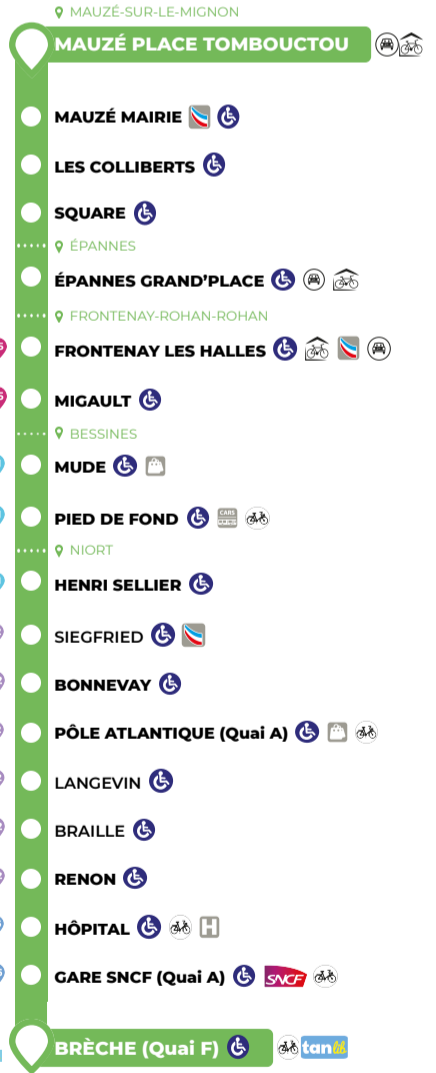 MAUZÉ-SUR-LE-MIGNON
MAUZÉ PLACE TOMBOUCTOU
MAUZÉ MAIRIE
LES COLLIBERTS
SQUARE
ÉPANNES
ÉPANNES GRAND'PLACE
FRONTENAY-ROHAN-ROHAN
FRONTENAY LES HALLES
MIGAULT
BESSINES
MUDE
PIED DE FOND CARS
NIORT
HENRI SELLIER
SIEGFRIED
BONNEVAY
PÔLE ATLANTIQUE (Quai A)
LANGEVIN
BRAILLE
RENON
HÔPITAL H
GARE SNCF (Quai A) SNCF
BRÈCHE (Quai F) tanlib